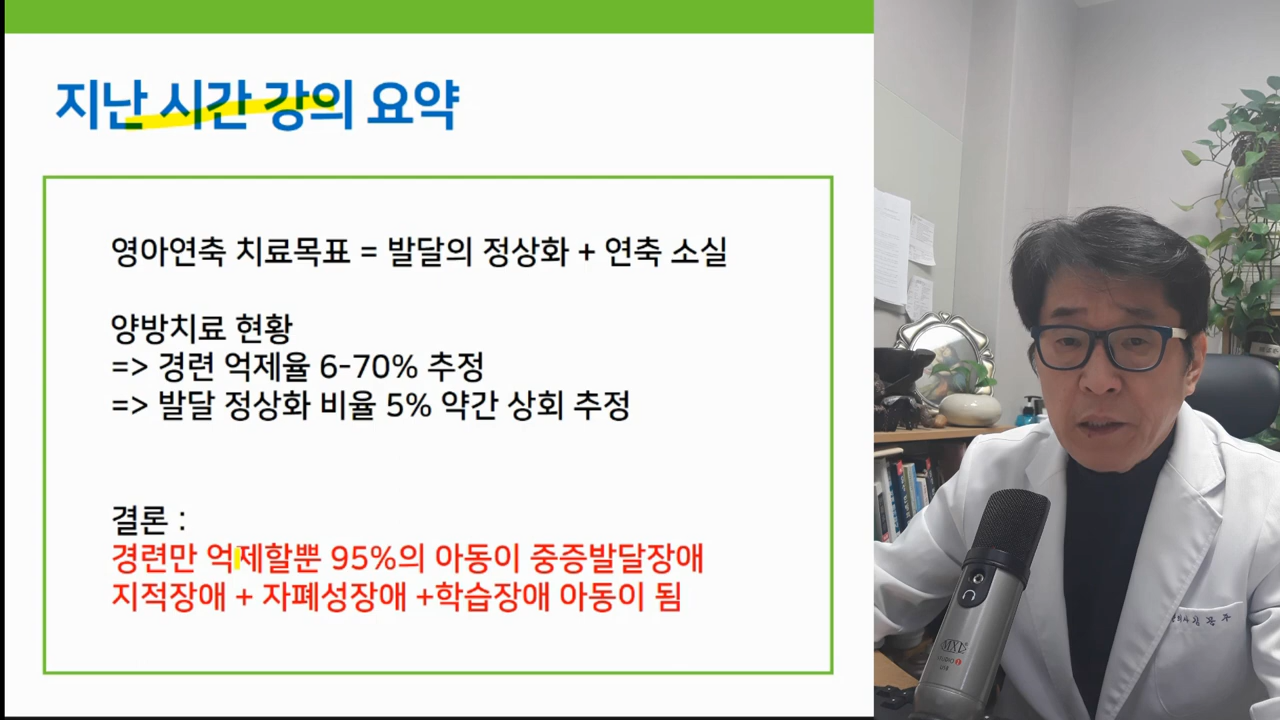 지난 시간 강의 요약
영아연축 치료목표 = 발달의 정상화 + 연축 소실
양방치료 현황
=> 경련 억제율 6-70% 추정
=> 발달 정상화 비율 5% 약간 상회 추정
결론 :
경련만 억제할뿐 95%의 아동이 중증발달장애
지적장애 + 자폐성장애 +학습장애 아동이 됨
MXL